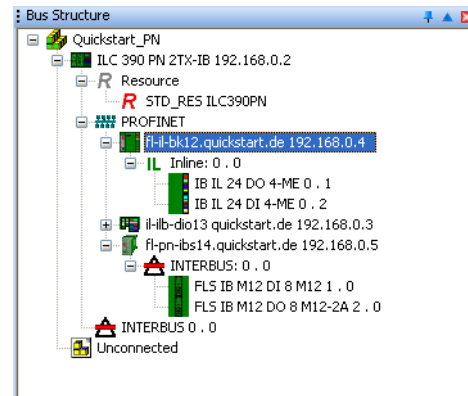 Bus Structure
Quickstart_PN
ILC 390 PN 2TX-IB 192.168.0.2
R Resource
R STD_RES ILC390PN
PROFINET
fl-il-bk12.quickstart.de 192.168.0.4
IL Inline: 0 . 0
IB IL 24 DO 4-ME 0 . 1
IB IL 24 DI 4-ME 0 . 2
il-ilb-dio13 quickstart.de 192.168.0.3
fl-pn-ibs14.quickstart.de 192.168.0.5
INTERBUS: 0 . 0
FLS IB M12 DI 8 M12 1 . 0
FLS IB M12 DO 8 M12-2A 2 . 0
INTERBUS 0 . 0
Unconnected